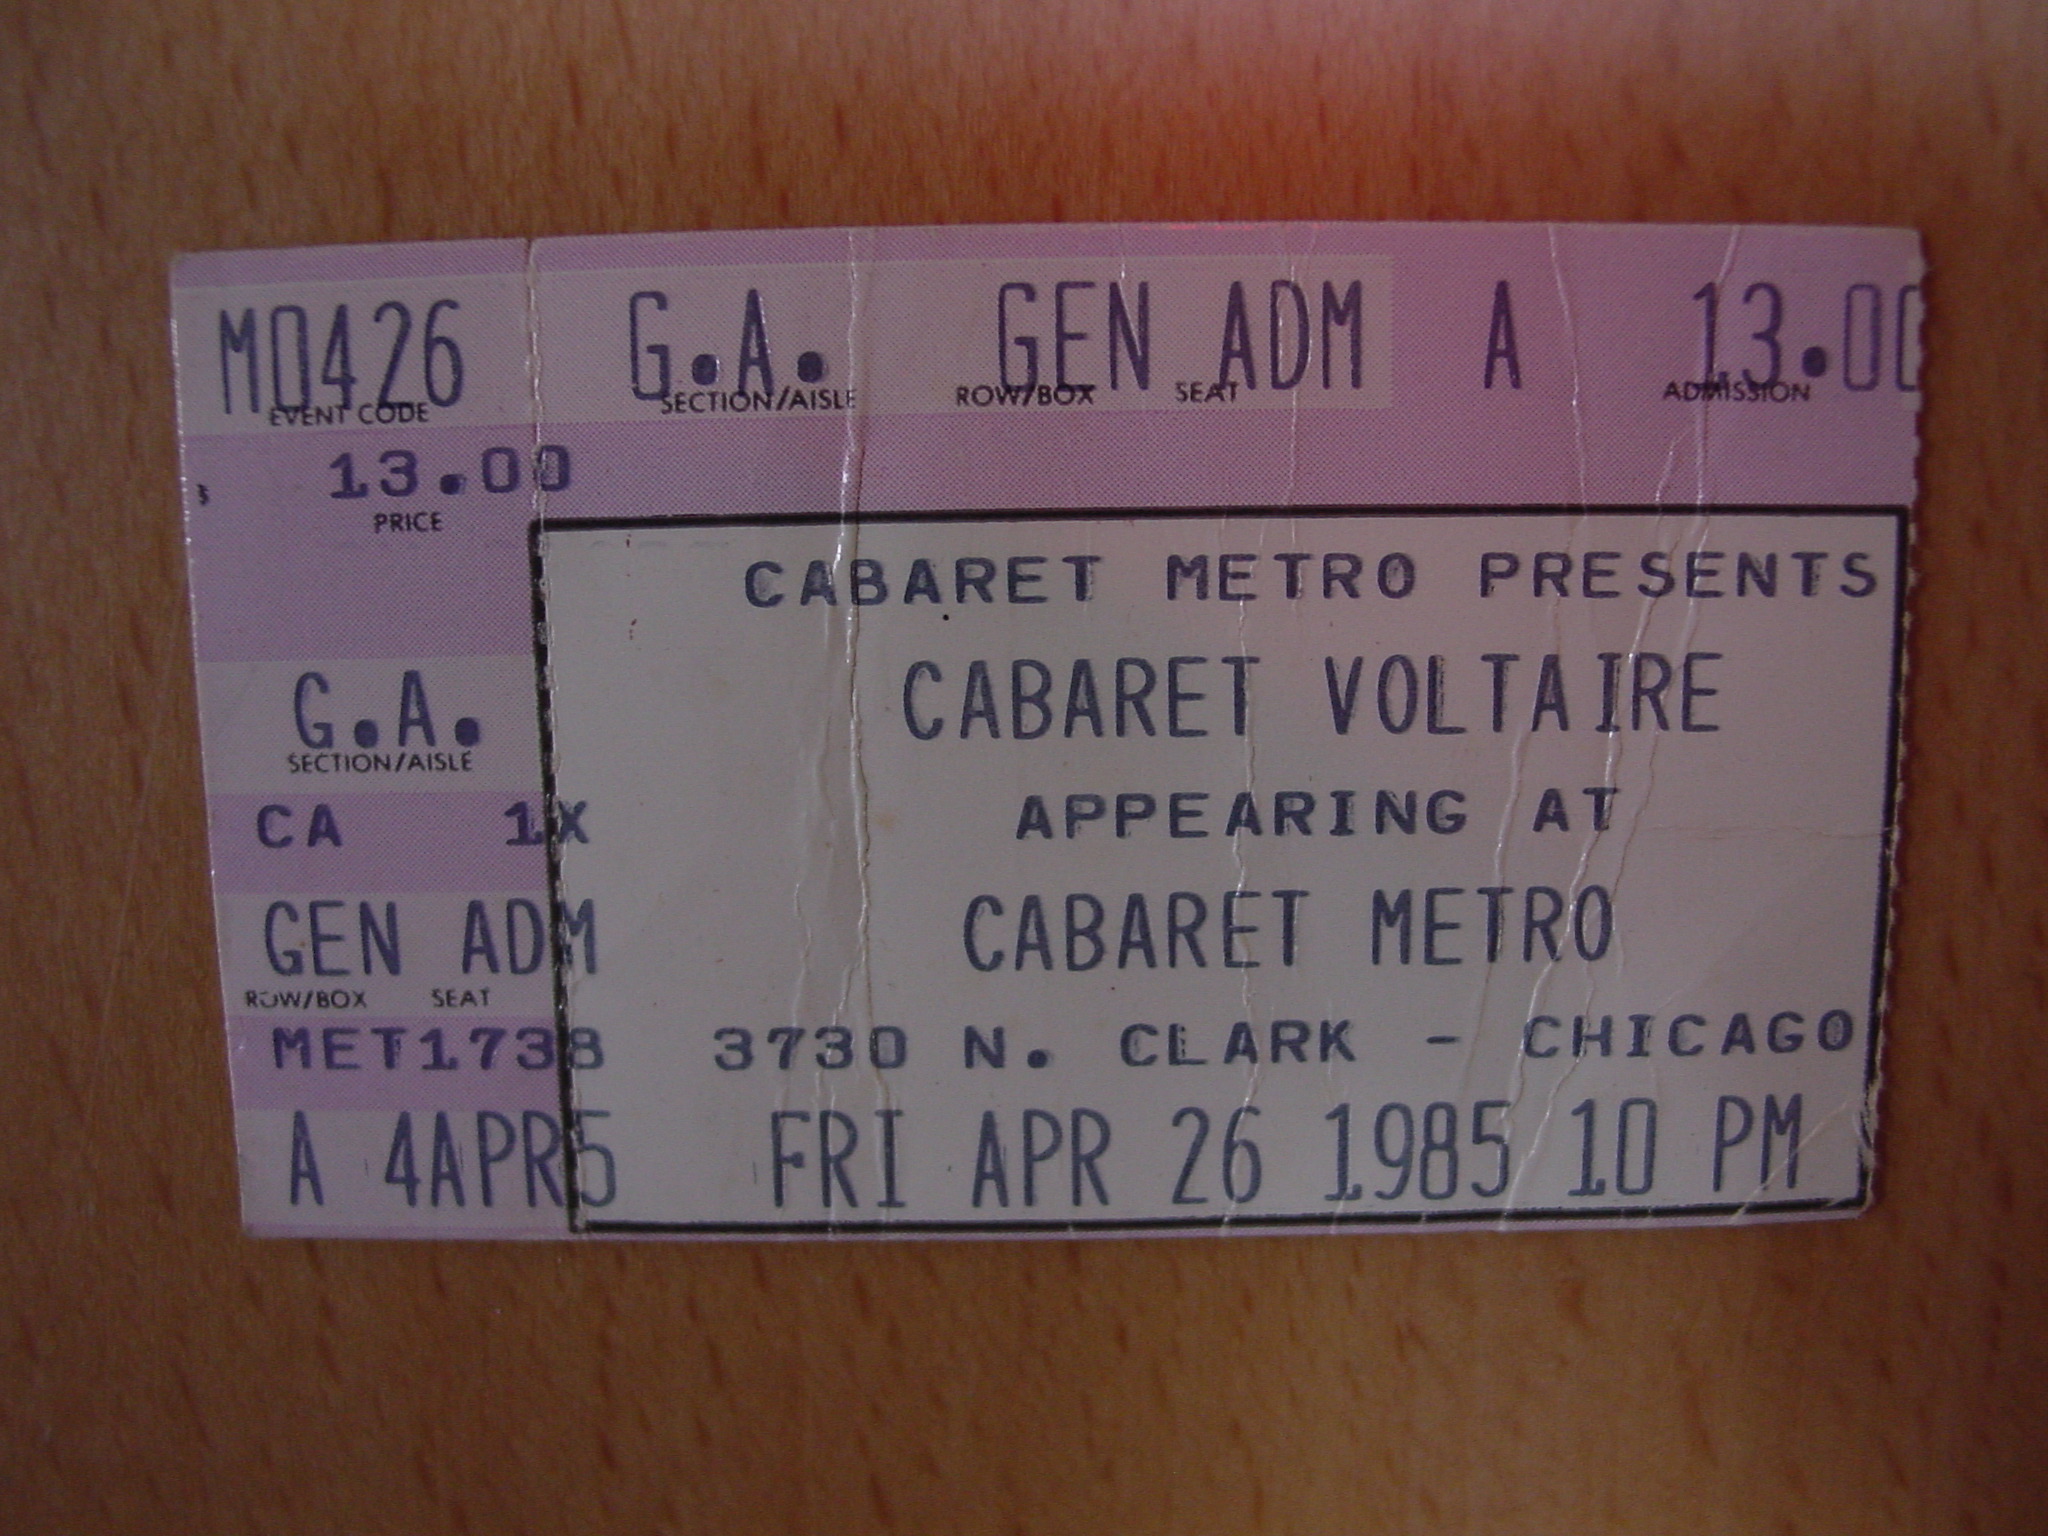 M0426 G.A. GEN ADM A 13.00
EVENT CODE SECTION/AISLE ROW/BOX SEAT ADMISSION
$ 13.00
PRICE
CABARET METRO PRESENTS
G.A. CABARET VOLTAIRE
SECTION/AISLE
CA 1X APPEARING AT
GEN ADM CABARET METRO
ROW/BOX SEAT
MET1738 3730 N. CLARK - CHICAGO
A 4APR5 FRI APR 26 1985 10 PM